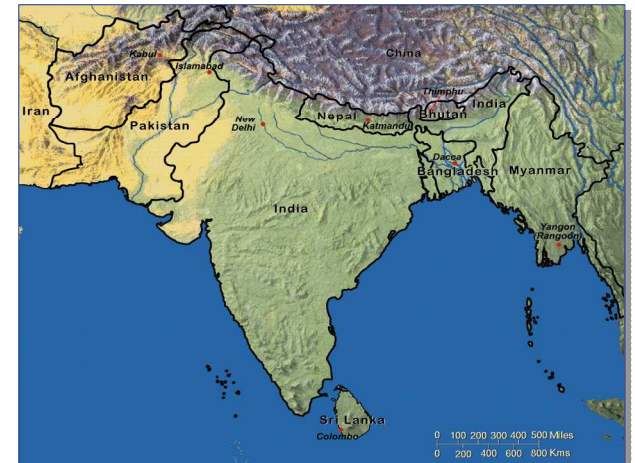 China
Kabul
Afghanistan
Islamabad
Iran
Pakistan
New
Delhi
Nepal
Katmandu
Thimphu
Bhutan
India
Dacca
Bangladesh
Myanmar
India
Yangon
(Rangoon)
Sri Lanka
Colombo
0 100 200 300 400 500 Miles
0 200 400 600 800 Kms